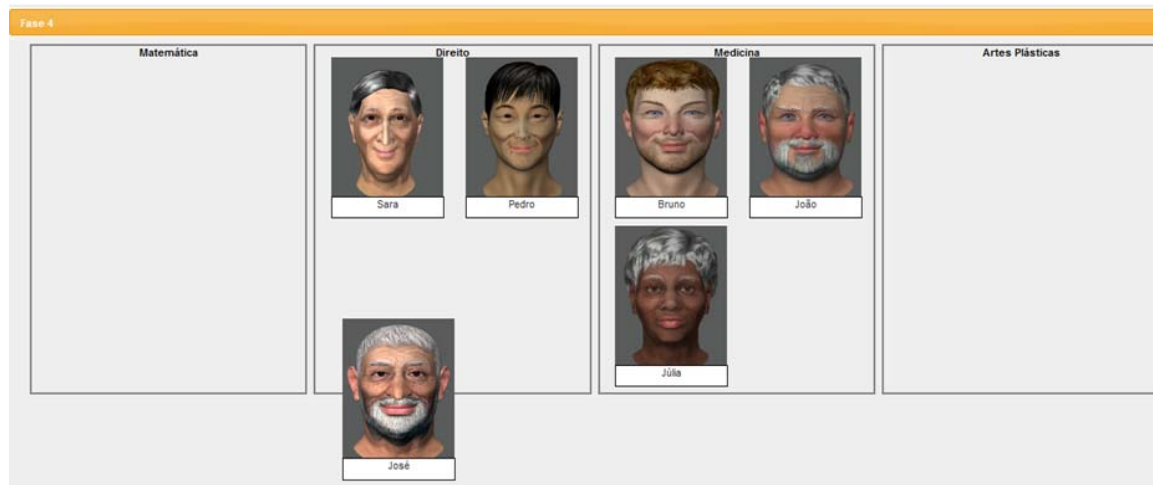 Fase 4
Matemática
Direito
Medicina
Artes Plásticas
Sara
Pedro
Bruno
João
Júlia
José